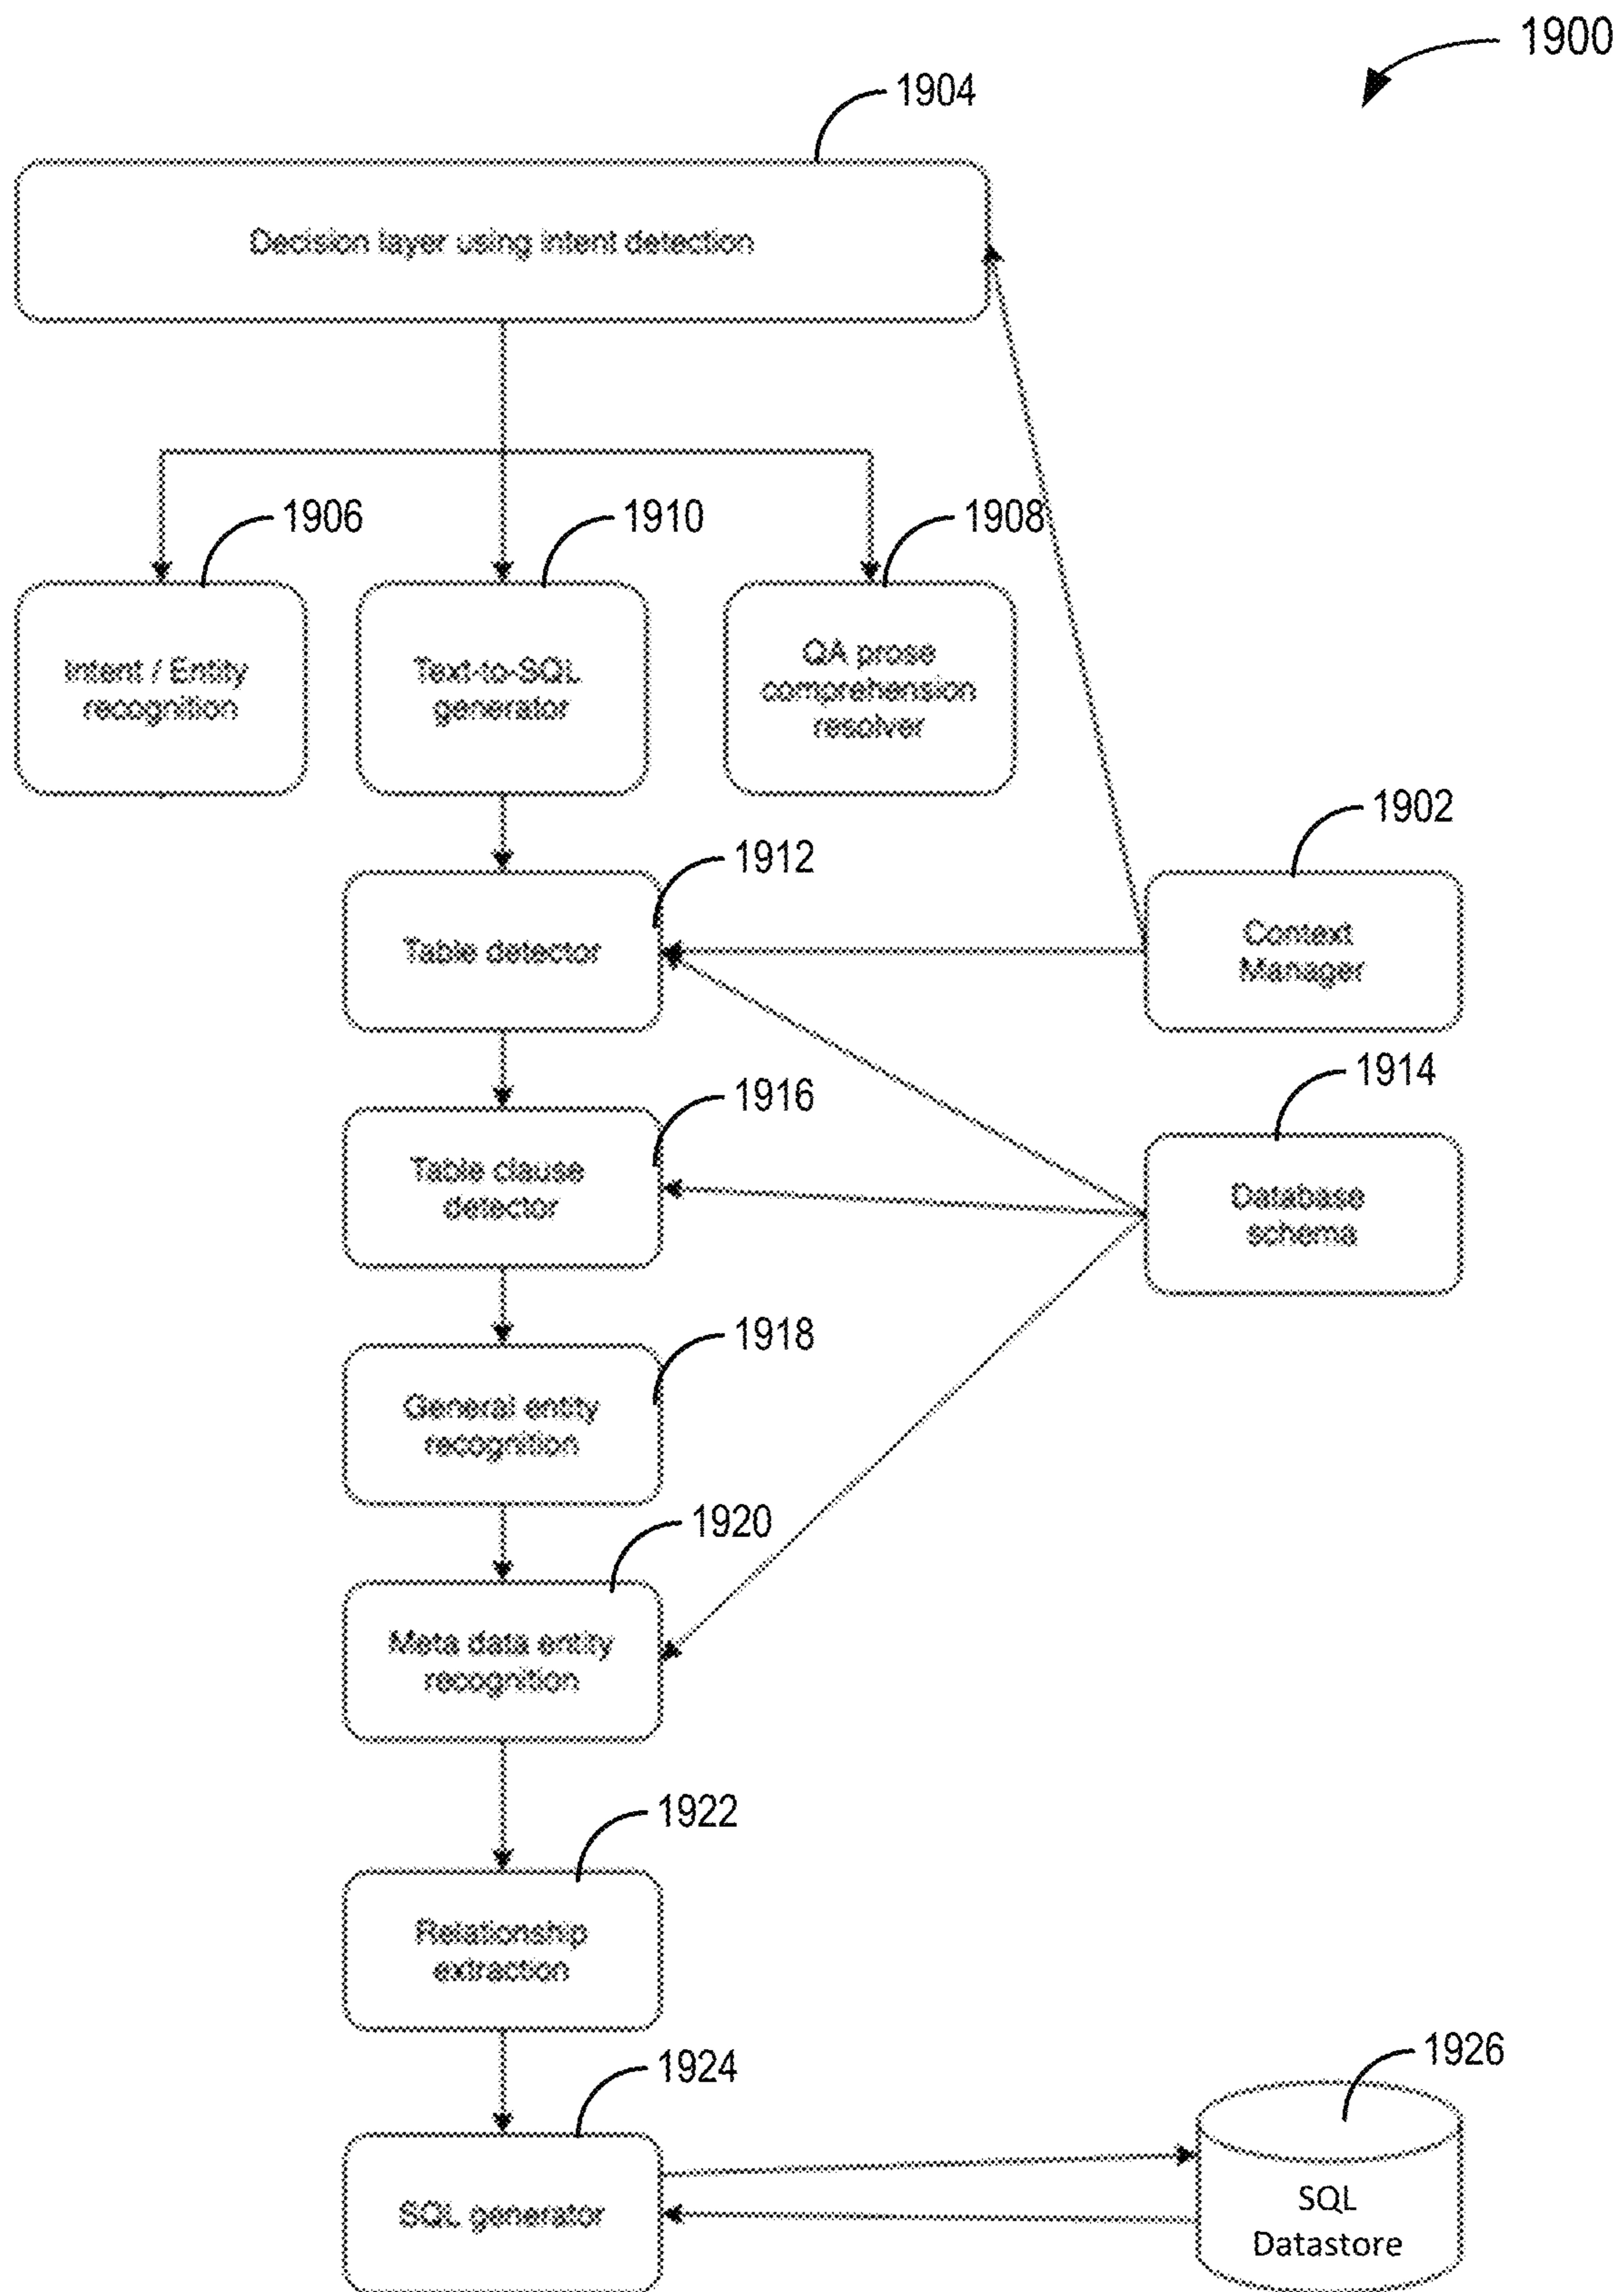 1900
1904
Decision layer using intent detection
1906
1910
1908
Intent / Entity
recognition
Text-to-SQL
generator
QA prose
comprehension
resolver
1902
1912
Table detector
Context
Manager
1914
1916
Table clause
detector
Database
schema
1918
General entity
recognition
1920
Meta data entity
recognition
1922
Relationship
extraction
1924
1926
SQL generator
SQL
Datastore